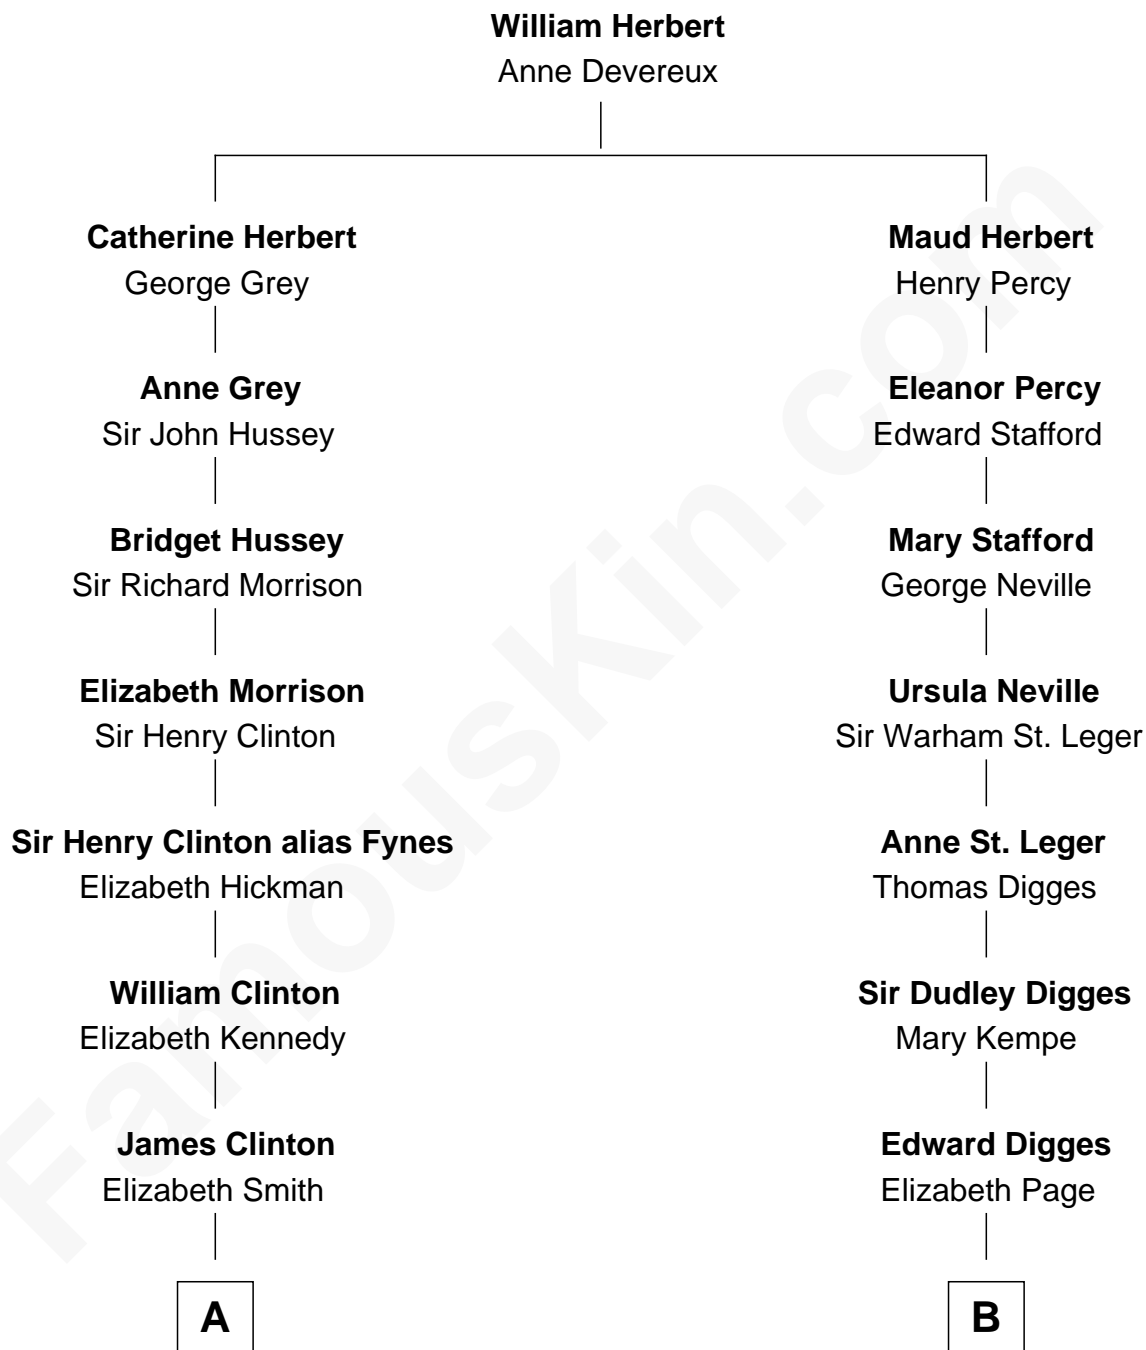 William Herbert
Anne Devereux
Catherine Herbert
George Grey
Maud Herbert
Henry Percy
Anne Grey
Sir John Hussey
Eleanor Percy
Edward Stafford
Bridget Hussey
Sir Richard Morrison
Mary Stafford
George Neville
Elizabeth Morrison
Sir Henry Clinton
Ursula Neville
Sir Warham St. Leger
Sir Henry Clinton alias Fynes
Elizabeth Hickman
Anne St. Leger
Thomas Digges
William Clinton
Elizabeth Kennedy
Sir Dudley Digges
Mary Kempe
James Clinton
Elizabeth Smith
Edward Digges
Elizabeth Page
A
B
FamousKin.com